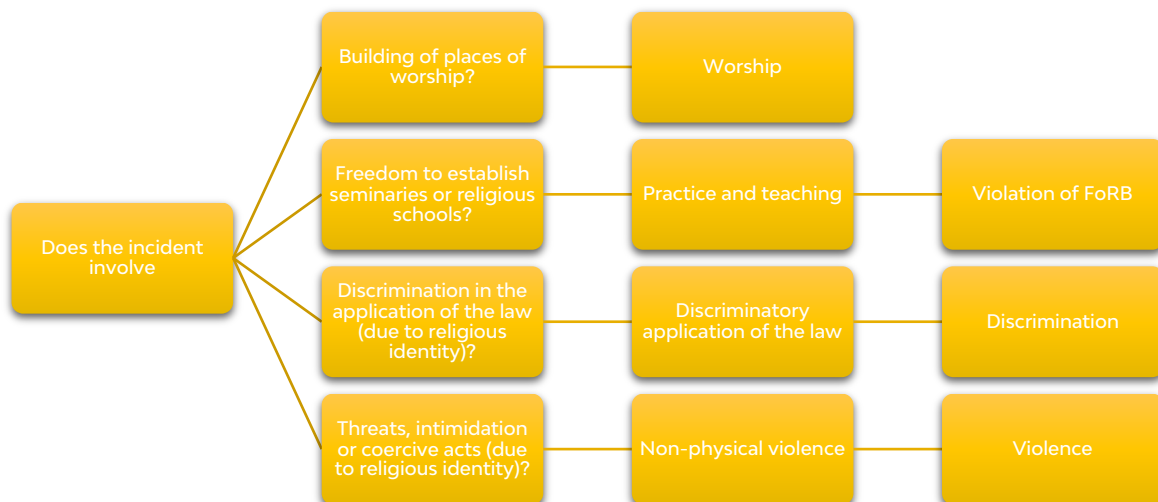 Building of places of
worship?
Worship
Freedom to establish
seminaries or religious
schools?
Practice and teaching
Violation of FoRB
Does the incident
involve
Discrimination in the
application of the law
(due to religious
identity)?
Discriminatory
application of the law
Discrimination
Threats, intimidation
or coercive acts (due
to religious identity)?
Non-physical violence
Violence